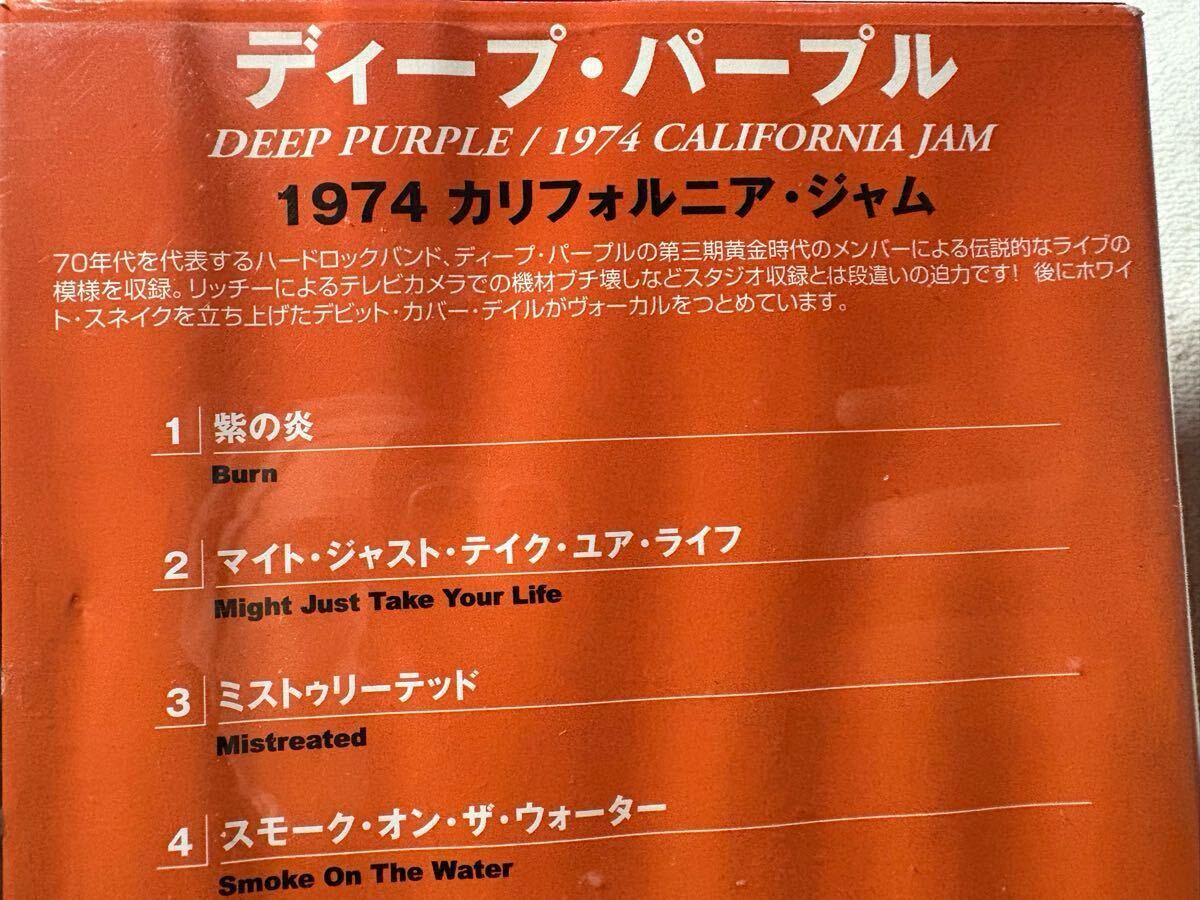 ディープ・パープル
DEEP PURPLE / 1974 CALIFORNIA JAM
1974 カリフォルニア・ジャム
70年代を代表するハードロックバンド、ディープ・パープルの第三期黄金時代のメンバーによる伝説的なライブの
模様を収録。リッチーによるテレビカメラでの機材ブチ壊しなどスタジオ収録とは段違いの迫力です! 後にホワイ
ト・スネイクを立ち上げたデビット・カバー・デイルがヴォーカルをつとめています。
1 紫の炎
Burn
2 マイト・ジャスト・テイク・ユア・ライフ
Might Just Take Your Life
3 ミストゥリーテッド
Mistreated
4 スモーク・オン・ザ・ウォーター
Smoke On The Water